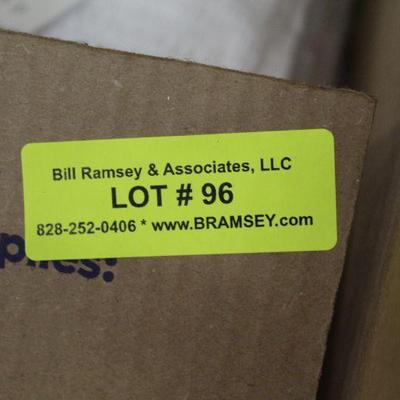 Bill Ramsey & Associates, LLC
LOT # 96
828-252-0406 * www.BRAMSEY.com